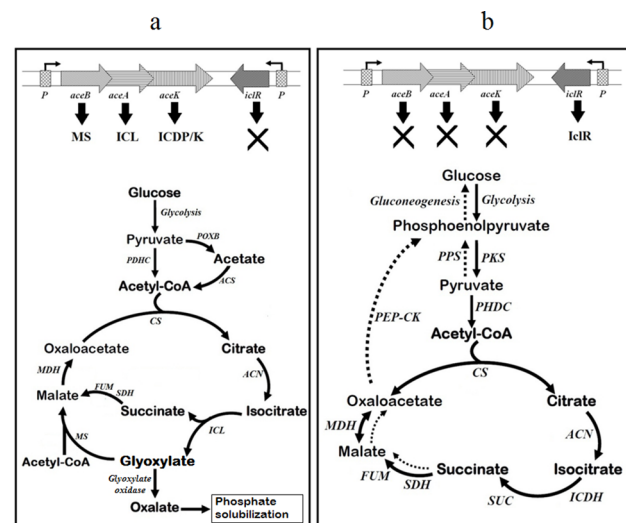 a
P aceB aceA aceK iclR P
MS ICL ICDP/K
Glucose
Glycolysis
Pyruvate POXB
PDHC Acetate
ACS
Acetyl-CoA
CS
Oxaloacetate Citrate
MDH ACN
FUM SDH
Malate Succinate Isocitrate
MS ICL
Acetyl-CoA Glyoxylate
Glyoxylate
oxidase
Oxalate Phosphate
solubilization
b
P aceB aceA aceK iclR P
IclR
Glucose
Gluconeogenesis Glycolysis
Phosphoenolpyruvate
PPS PKS
Pyruvate
PEP-CK PHDC
Acetyl-CoA
CS
Oxaloacetate Citrate
MDH ACN
Malate
FUM Succinate Isocitrate
SDH ICDH
SUC